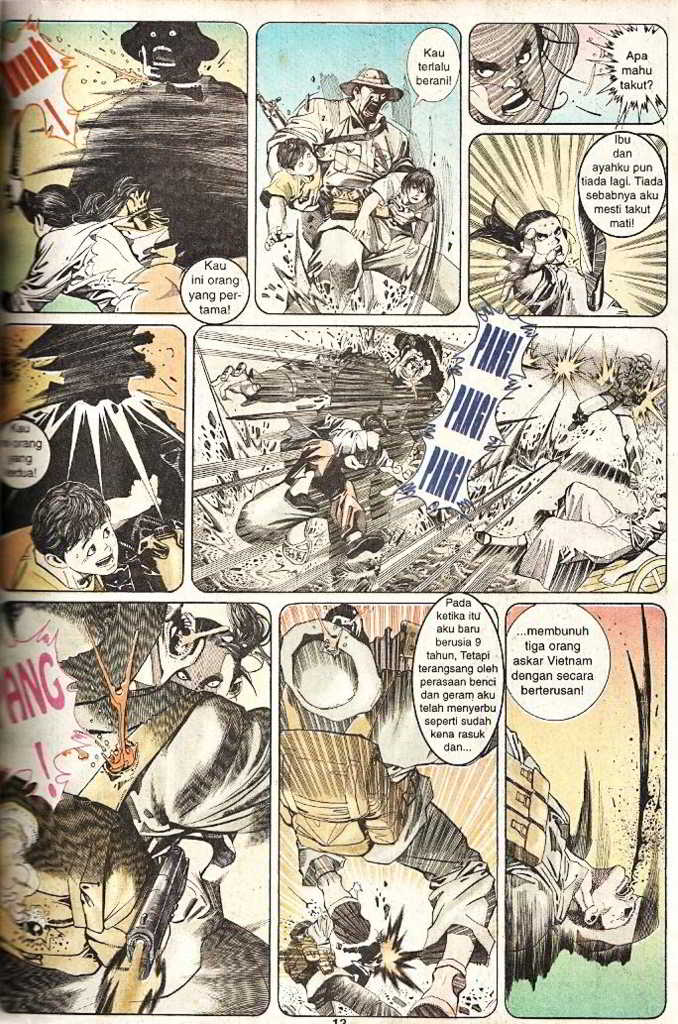 Kau
ini orang
yang per-
tama!
Kau
terlalu
berani!
Apa
mahu
takut?
Ibu
dan
ayahku pun
tiada lagi. Tiada
sebabnya aku
mesti takut
mati!
Kau
orang
yang
PANG!
PANG!
PANG!
PANG
!
Pada
ketika itu
aku baru
berusia 9
tahun, Tetapi
terangsang oleh
perasaan benci
dan geram aku
telah menyerbu
seperti sudah
kena rasuk
dan...
...membunuh
tiga orang
askar Vietnam
dengan secara
berterusan!
13